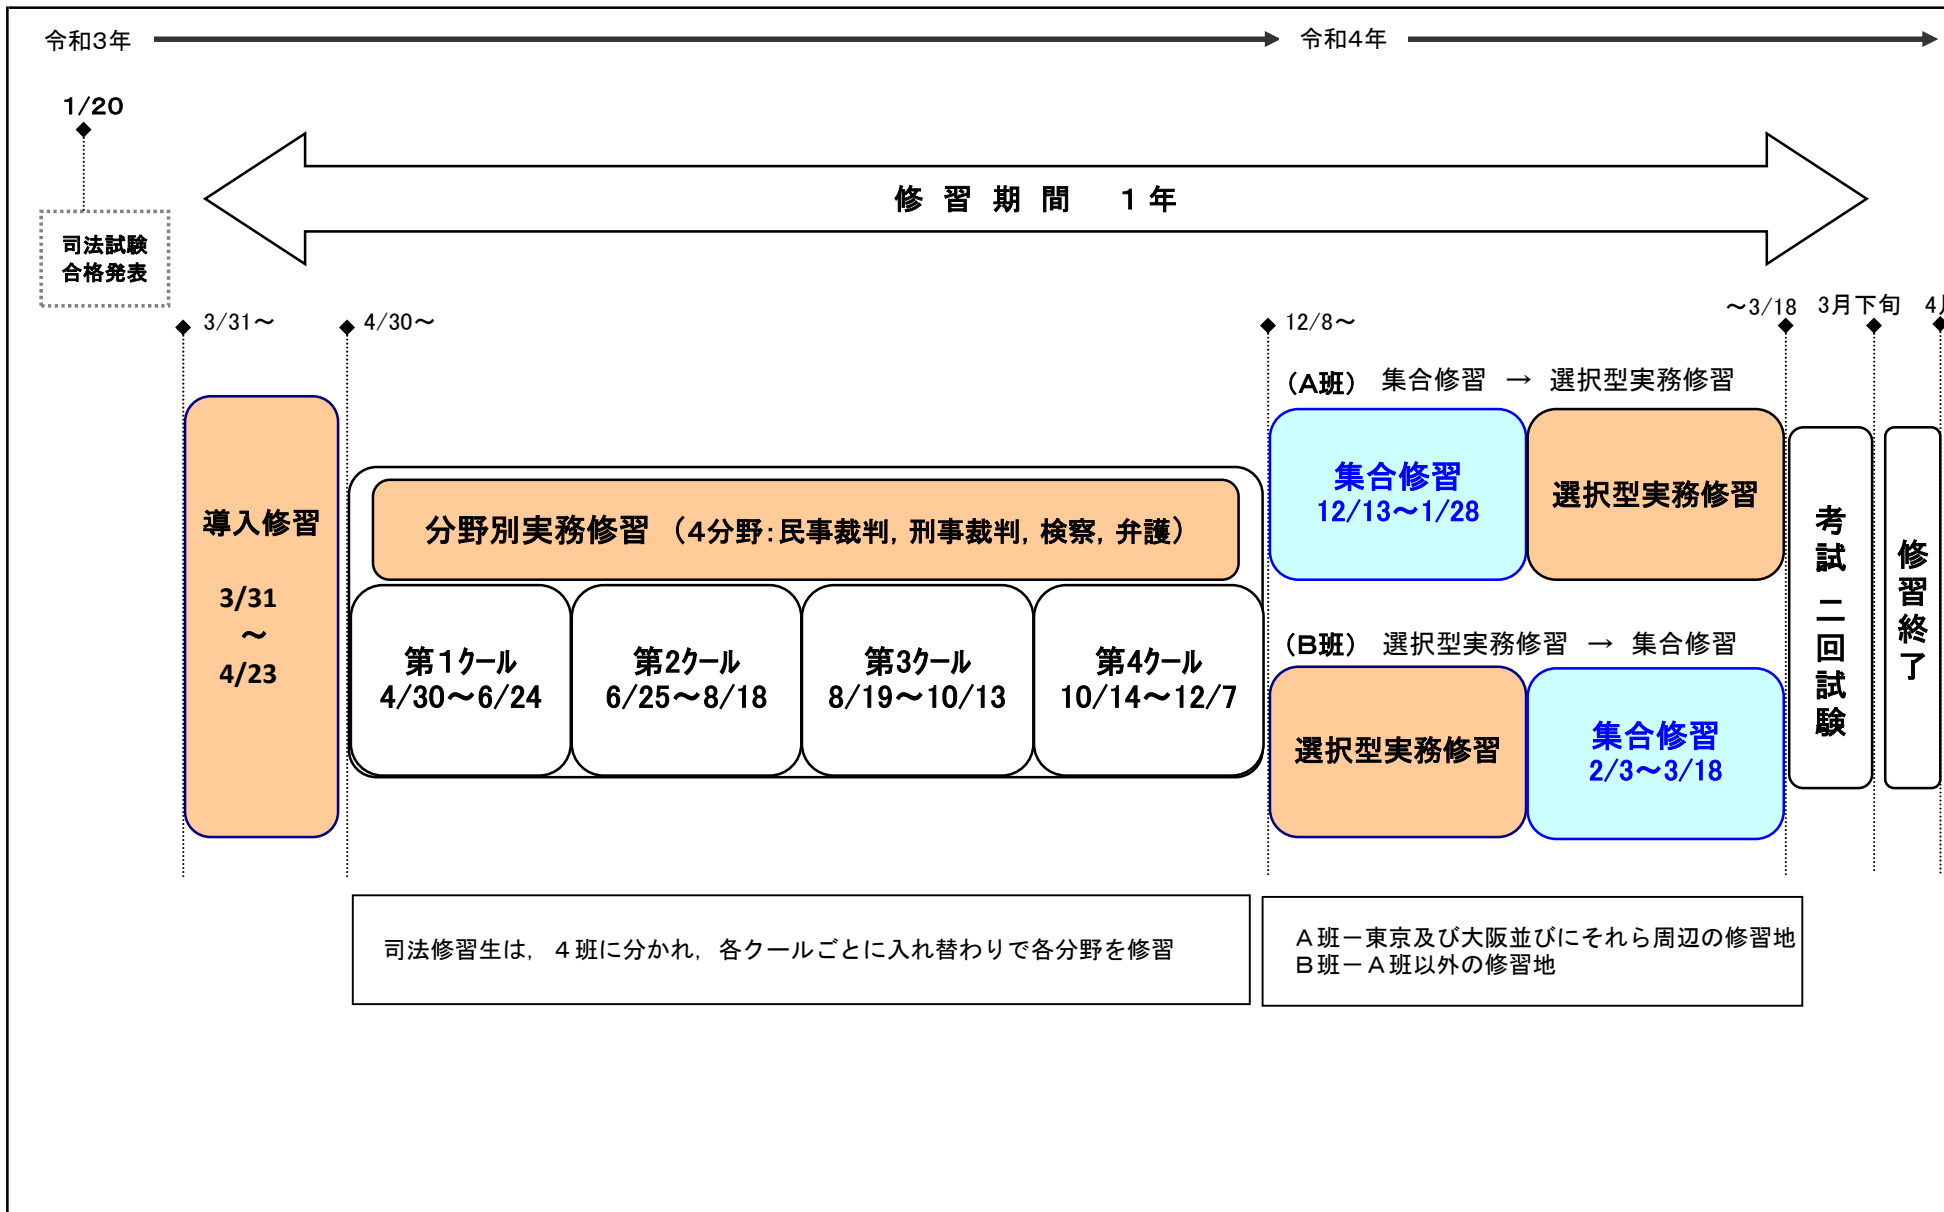 令和3年
令和4年
1/20
司法試験
合格発表
修習期間　1年
3/31～
4/30～
12/8～
～3/18
3月下旬
4月
導入修習
3/31
～
4/23
分野別実務修習（4分野：民事裁判，刑事裁判，検察，弁護）
第1クール
4/30～6/24
第2クール
6/25～8/18
第3クール
8/19～10/13
第4クール
10/14～12/7
（A班）　集合修習　→　選択型実務修習
集合修習
12/13～1/28
選択型実務修習
（B班）　選択型実務修習　→　集合修習
選択型実務修習
集合修習
2/3～3/18
考試　二回試験
修習終了
司法修習生は，４班に分かれ，各クールごとに入れ替わりで各分野を修習
Ａ班－東京及び大阪並びにそれら周辺の修習地
Ｂ班－Ａ班以外の修習地